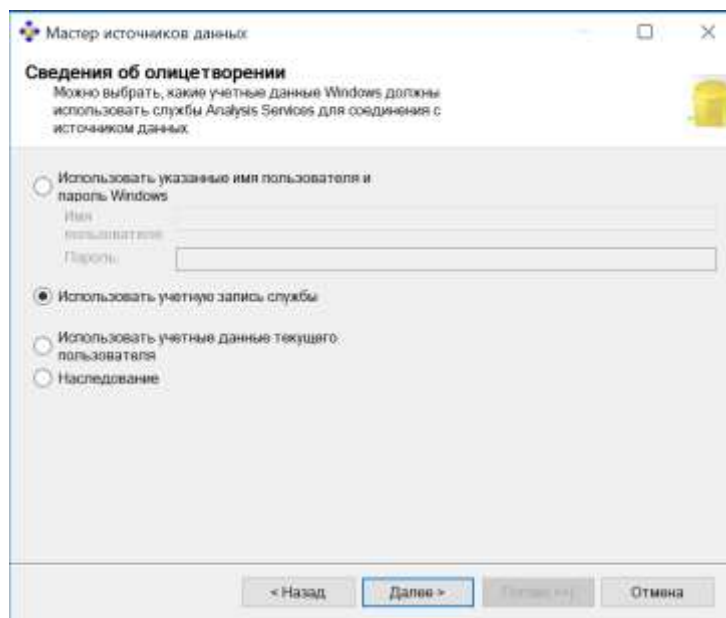 Мастер источников данных
Сведения об олицетворении
Можно выбрать, какие учетные данные Windows должны
использовать службы Analysis Services для соединения с
источником данных
Использовать указанные имя пользователя и
пароль Windows
Имя
пользователя
Пароль:
Использовать учетную запись службы
Использовать учетные данные текущего
пользователя
Наследование
< Назад
Далее >
Отмена